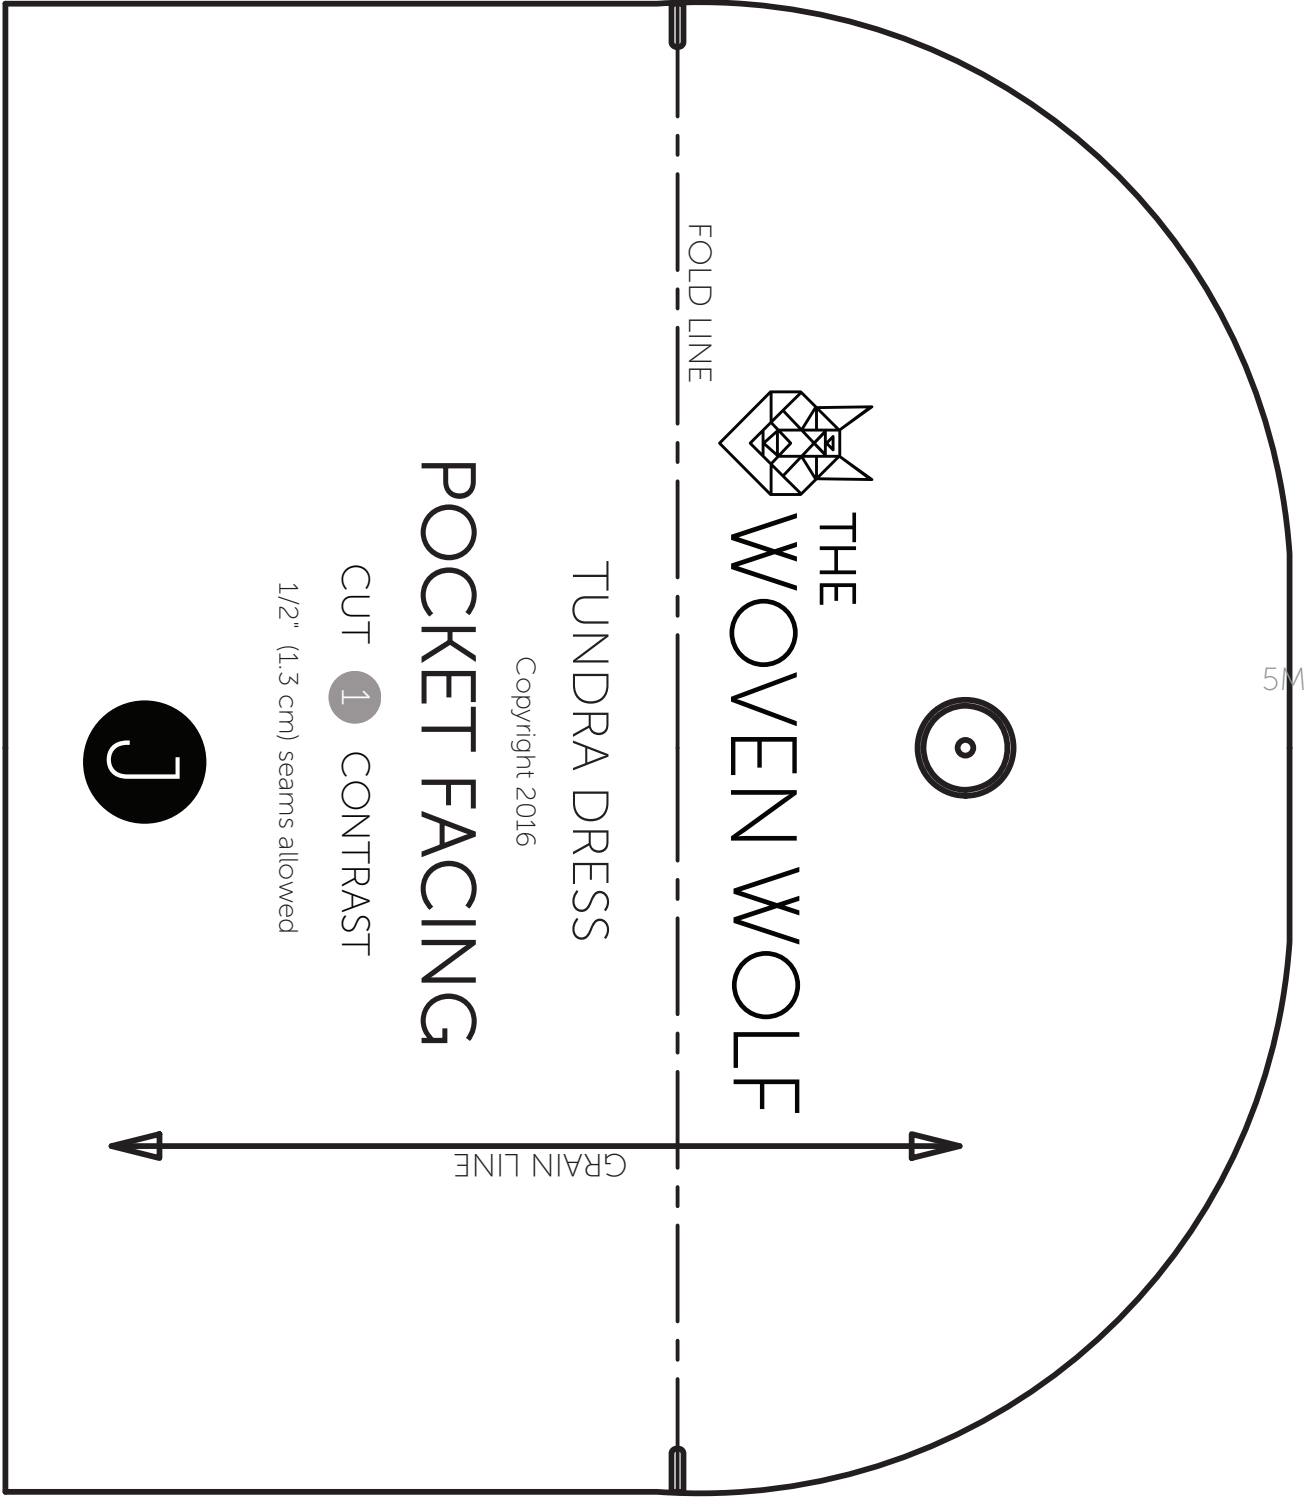 THE
WOVEN WOLF
FOLD LINE
TUNDRA DRESS
Copyright 2016
POCKET FACING
CUT 1 CONTRAST
1/2" (1.3 cm) seams allowed
J
GRAIN LINE
5M